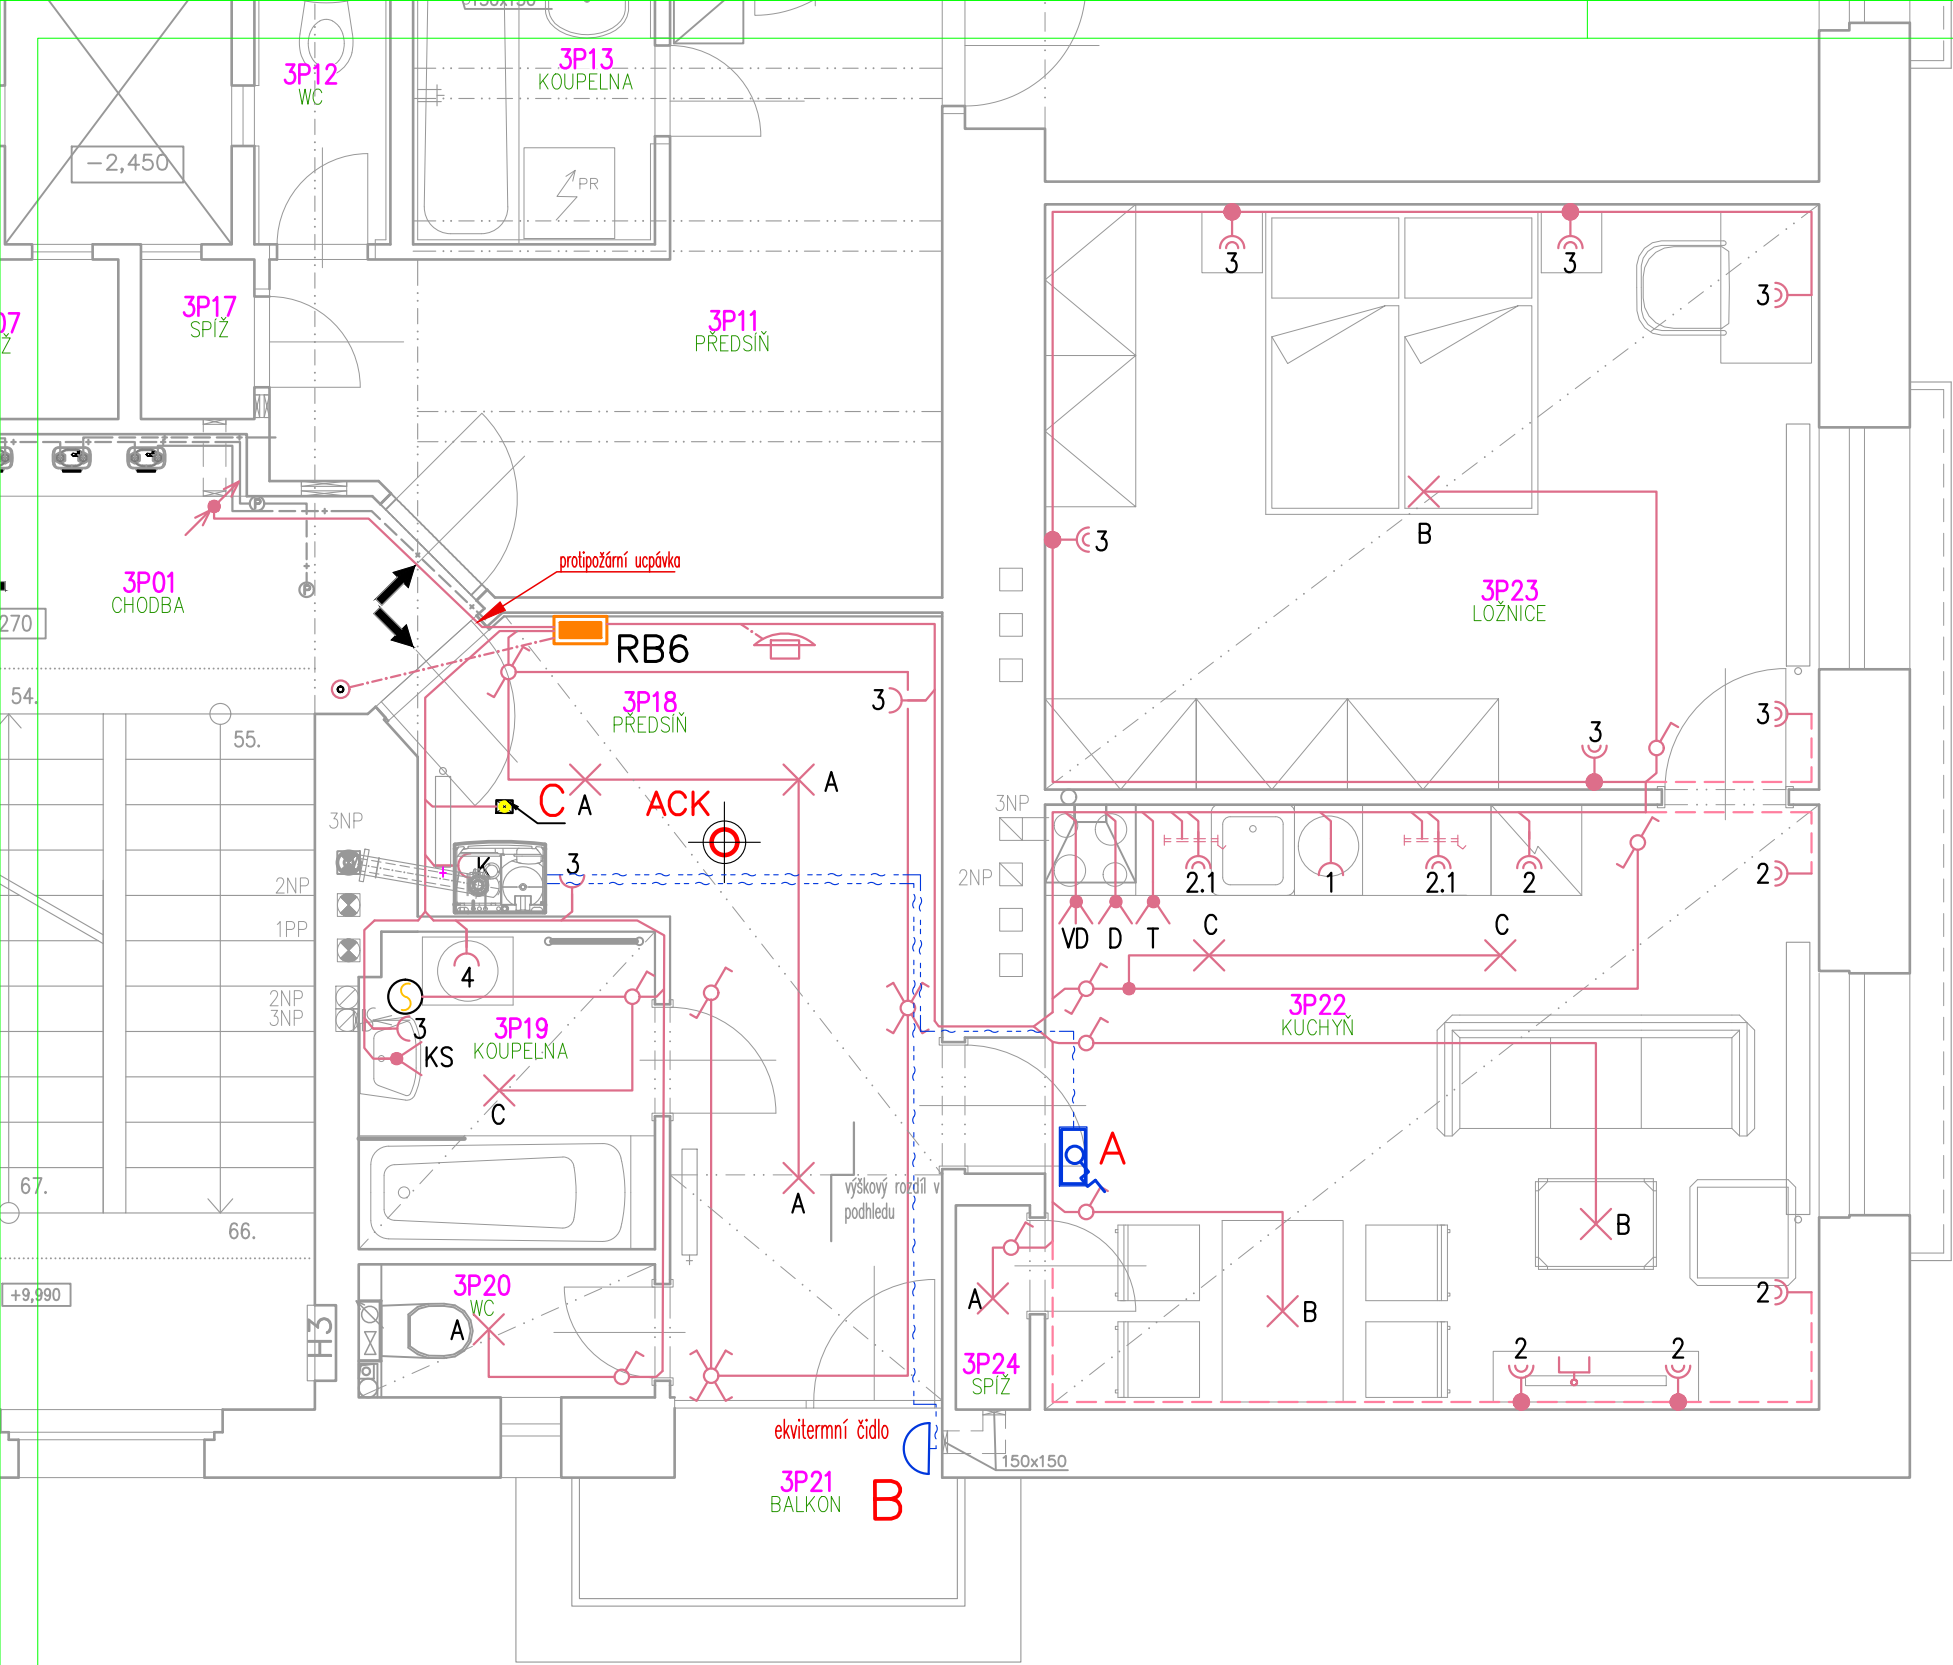 3P12
WC
3P13
KOUPELNA
-2,450
PR
3
3
3P17
SPÍŽ
3P11
PŘEDSÍŇ
07
Ž
3
P
B
3
3P01
CHODBA
P
protipožární ucpávka
3P23
LOŽNICE
270
RB6
54.
3P18
PŘEDSÍŇ
3
3
3
55.
C
A
ACK
A
3NP
3NP
K
3
2NP
2NP
2.1
1
2.1
2
2
1PP
VD
D
T
C
C
4
2NP
3NP
3
3P19
KOUPELNA
KS
3P22
KUCHYŇ
C
A
67.
A
výškový rozdíl v
podhledu
66.
B
+9,990
3P20
WC
A
A
B
2
H3
3P24
SPÍŽ
2
2
ekvitermní čidlo
150x150
3P21
BALKON
B